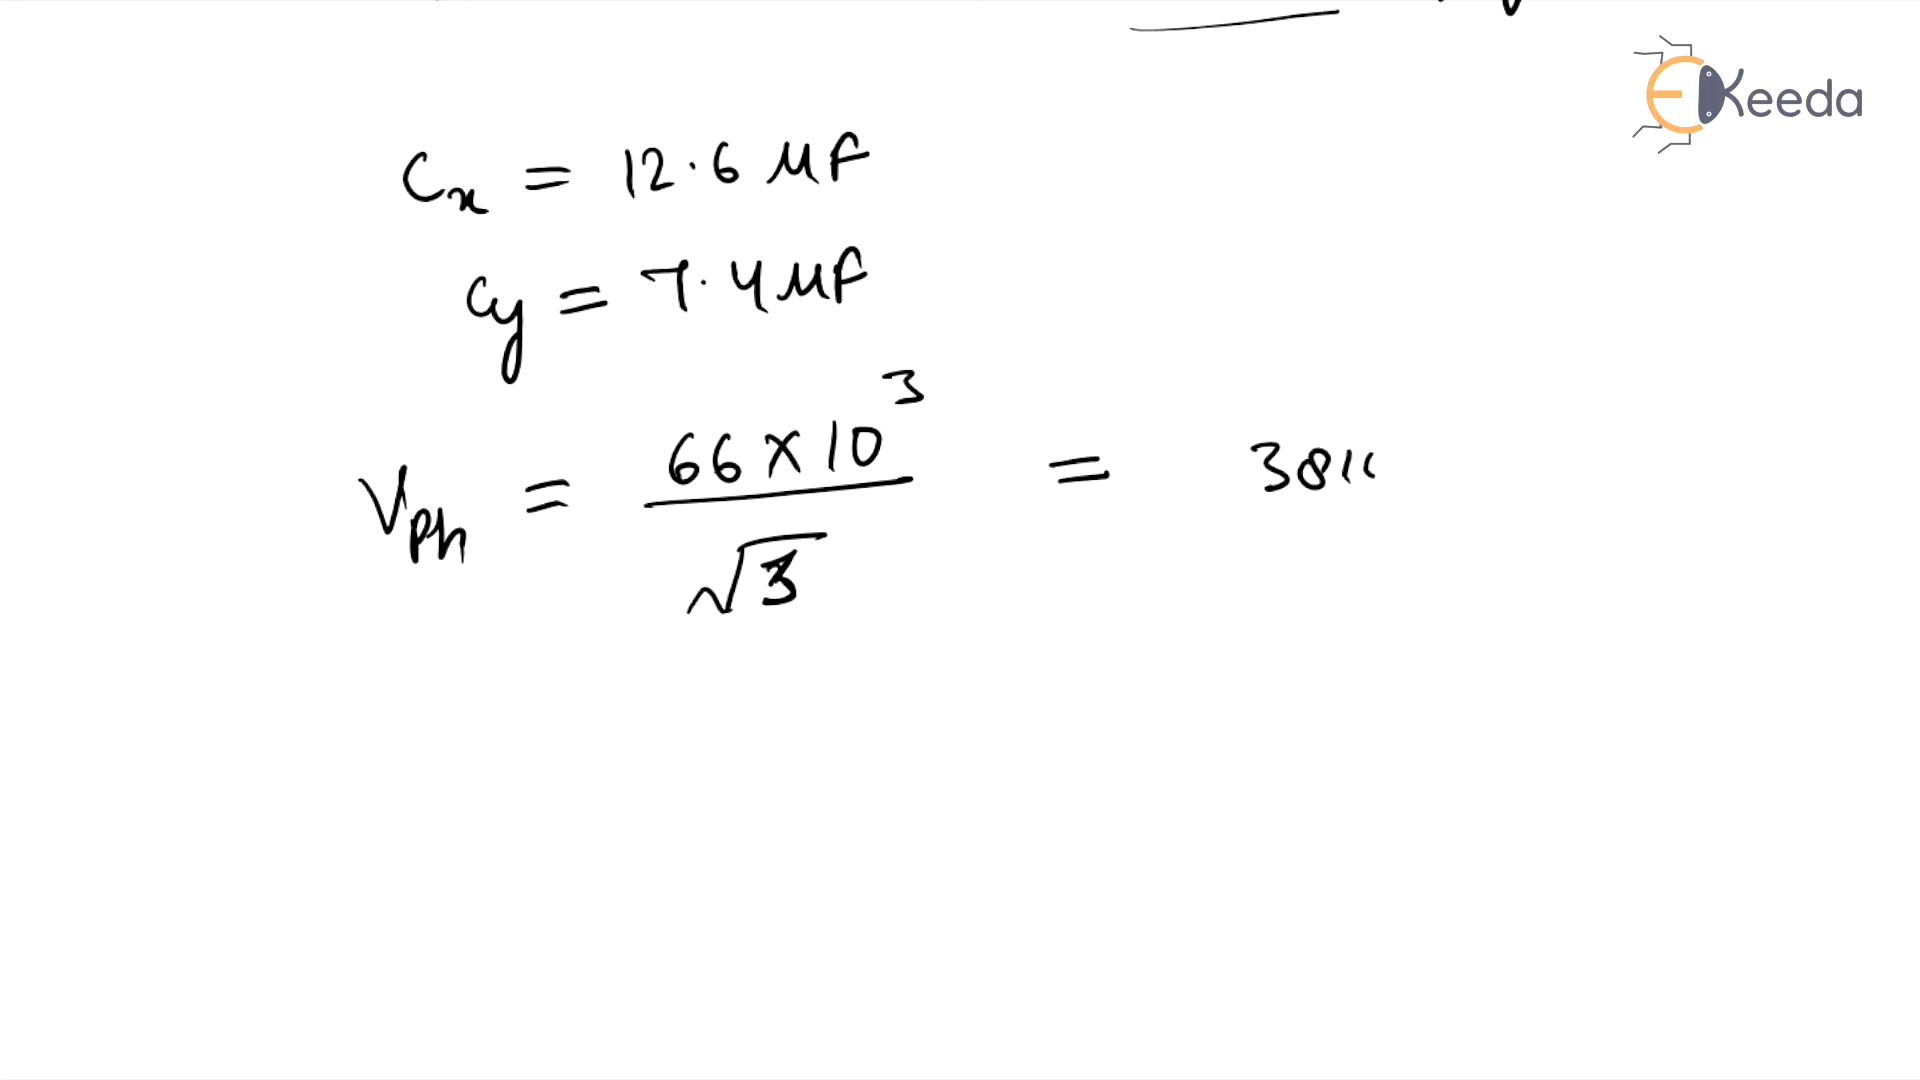 EKeeda
Cx = 12.6 μF
Cy = 7.4 μF
Vph = 66 × 10³ / √3 = 38